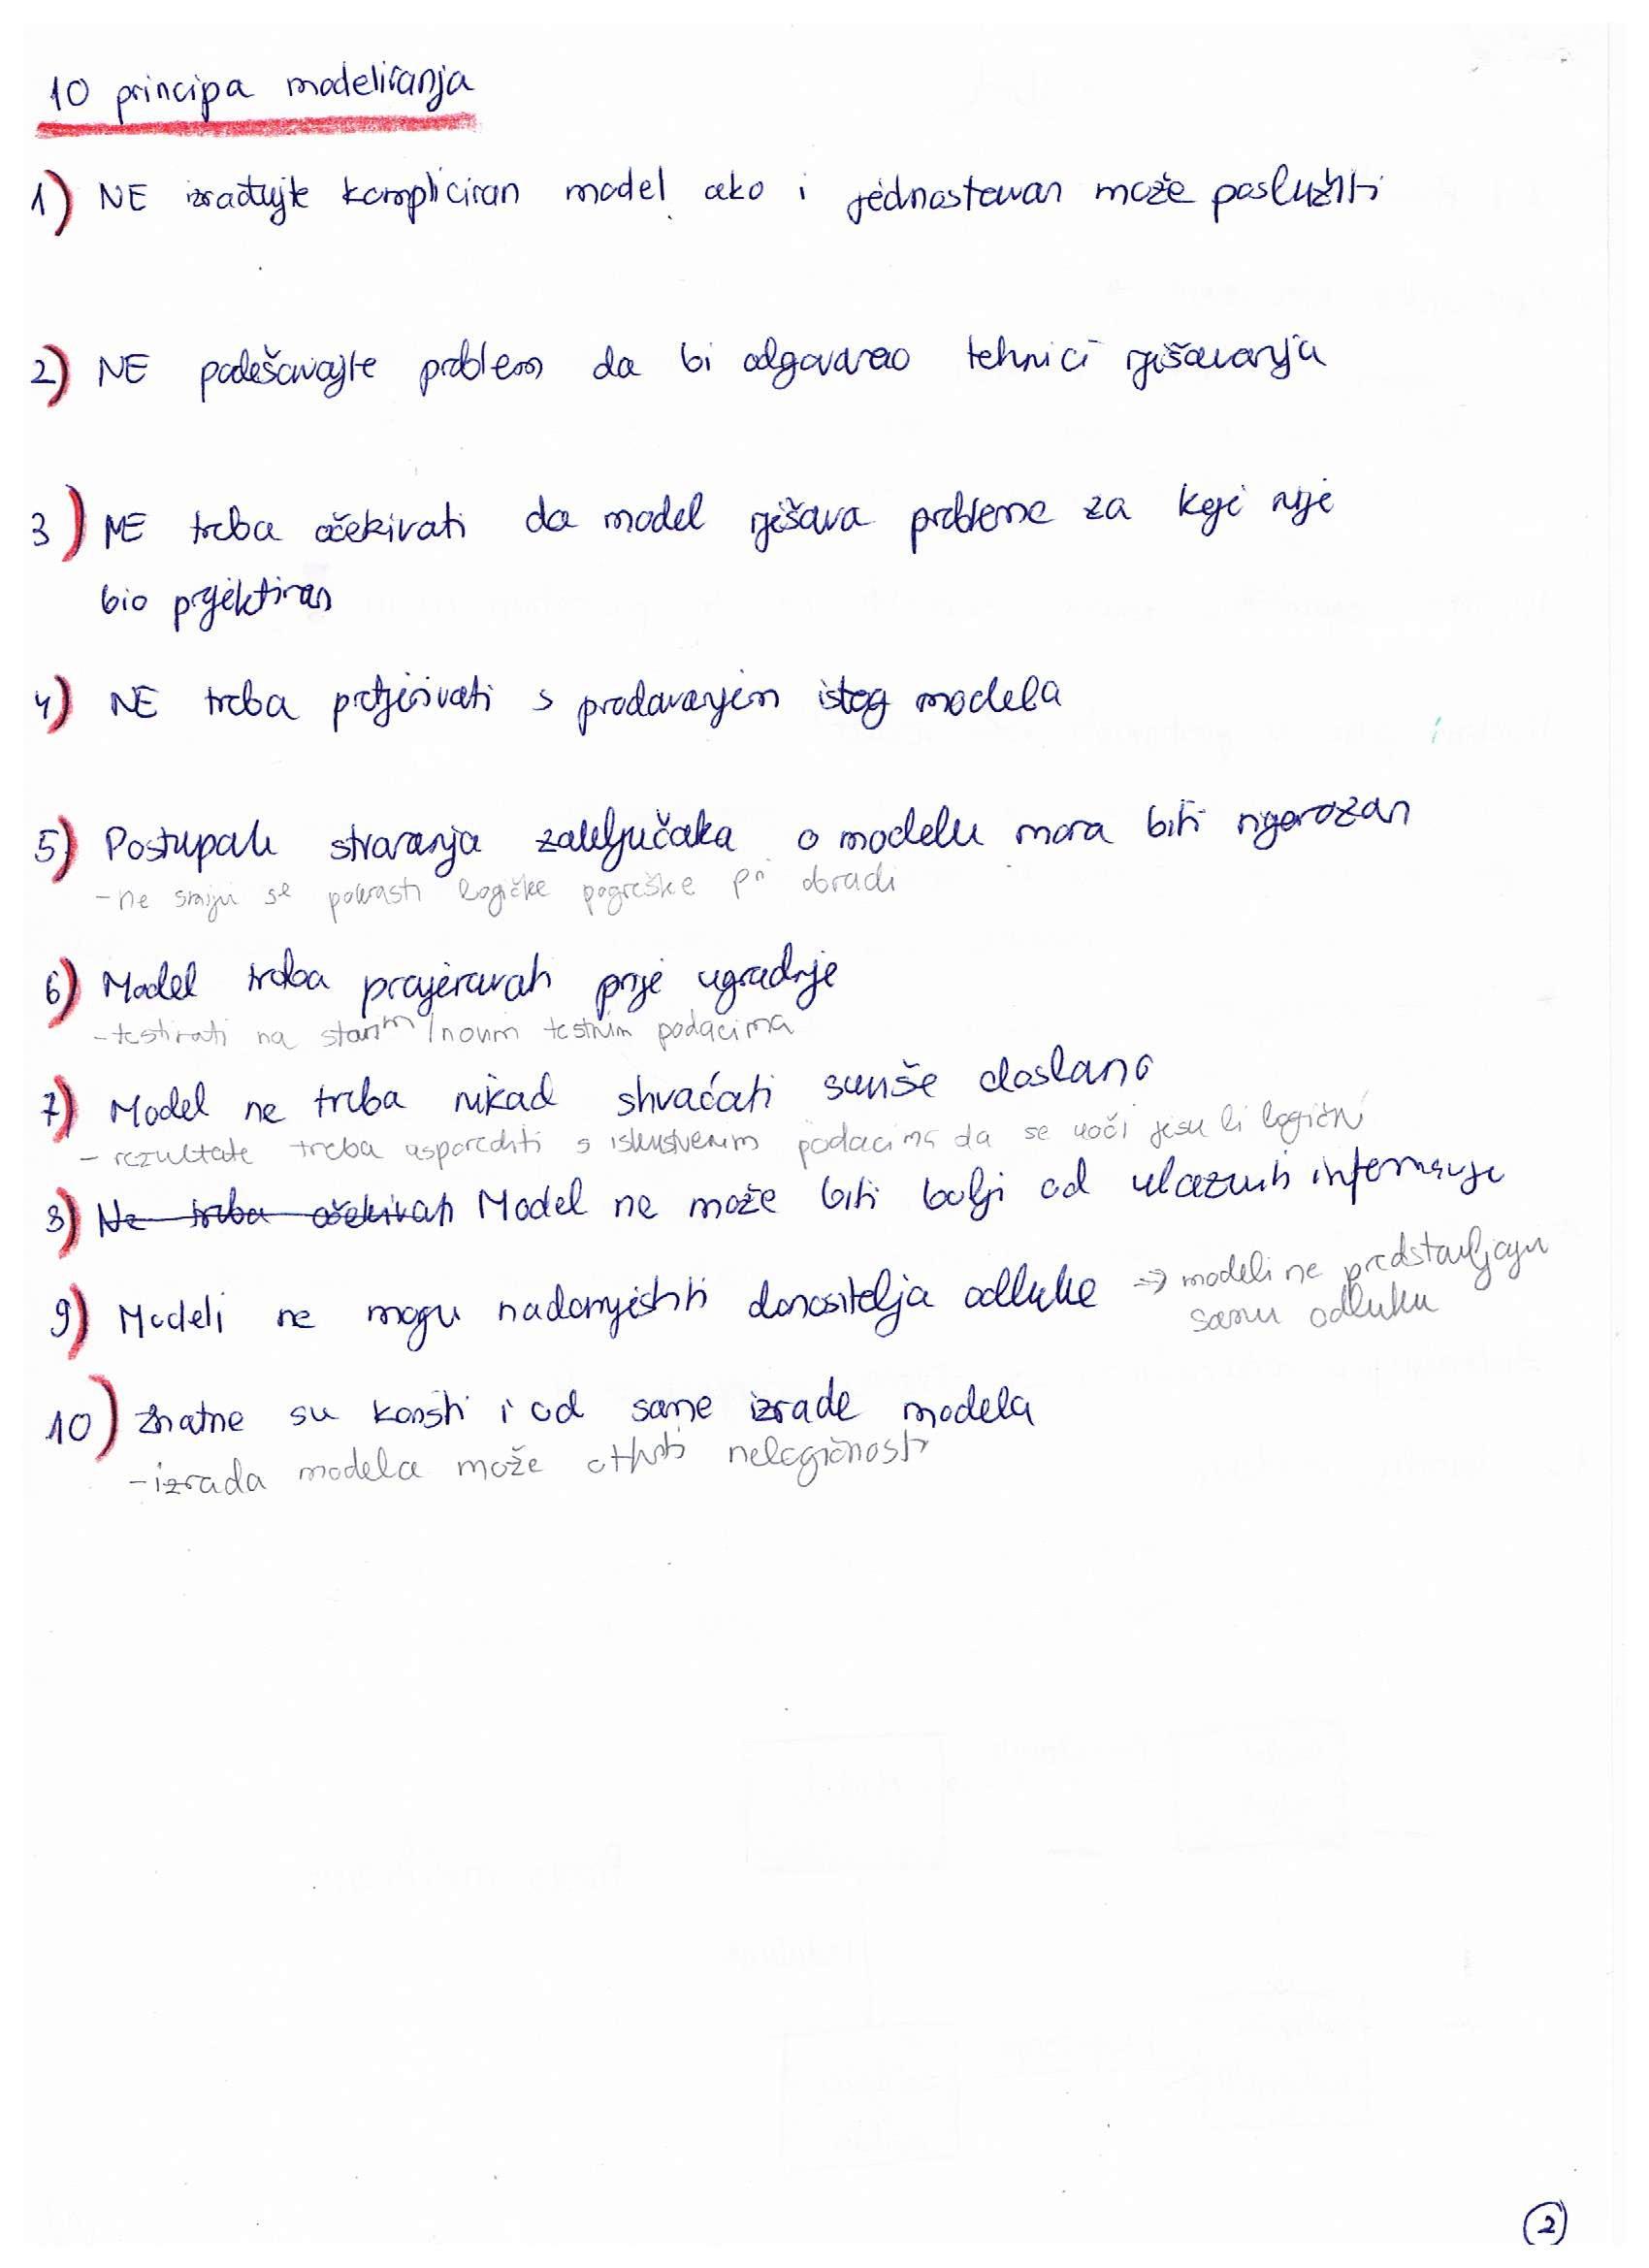 10 principa modeliranja
1) NE izrađujte kompliciran model ako i jednostavan može poslužiti
2) NE podešavajte problem da bi odgovarao tehnici rješavanja
3) NE treba očekivati da model rješava probleme za koje nije
bio projektiran
4) NE treba pretjerivati s prodavanjem istog modela
5) Postupak stvaranja zaključaka o modelu mora biti rigorozan
- ne smiju se pokrasti logičke pogreške pri obradi
6) Model treba provjeravati prije ugradnje
- testirati na starim/novim testnim podacima
7) Model ne treba nikad shvaćati suviše doslano
- rezultate treba usporediti s iskustvenim podacima da se uoči jesu li logični
8) Ne treba očekivati Model ne može biti bolji od ulaznih informacija
9) Modeli ne mogu nadomjestiti donositelja odluke → modeli ne predstavljaju
samu odluku
10) Znatne su koristi i od same izrade modela
- izrada modela može otkriti nelogičnosti
2